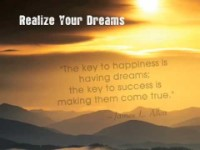 Realize Your Dreams
"The key to happiness is
having dreams;
the key to success is
making them come true."